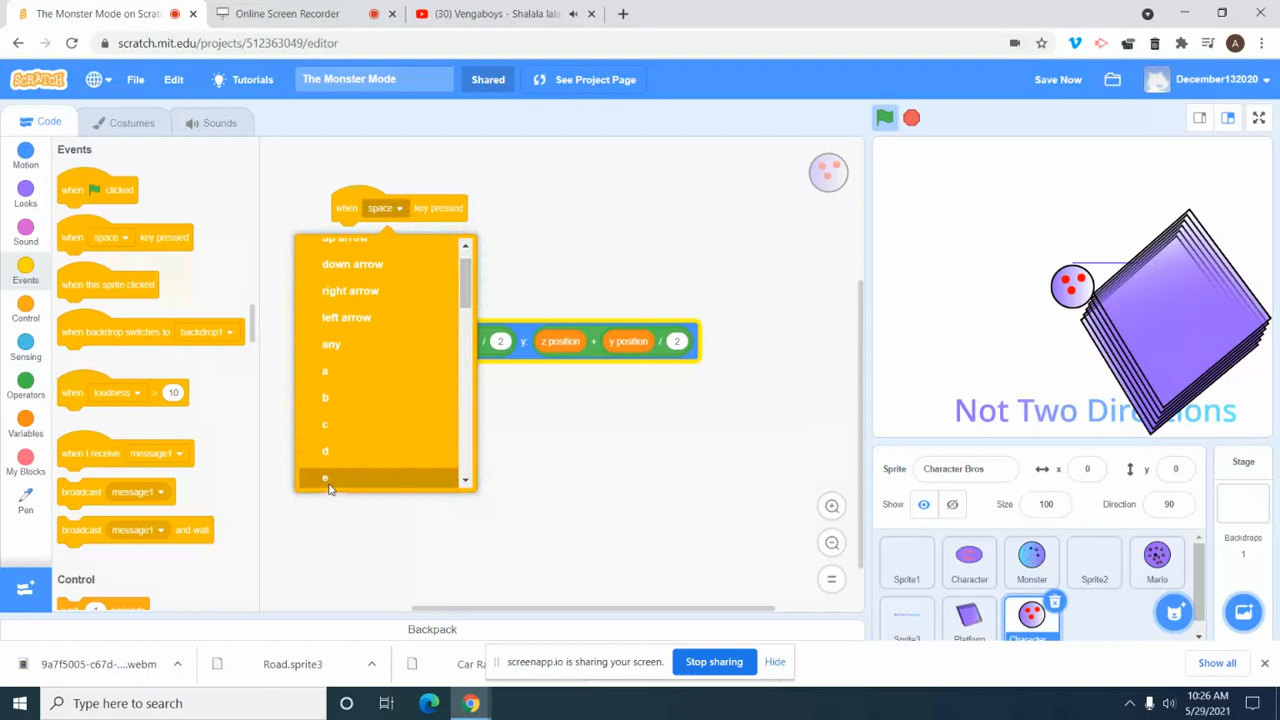 The Monster Mode on Scratch
Online Screen Recorder
(30) Vengaboys - Shalala lala
scratch.mit.edu/projects/512363049/editor
A
SCRATCH
File
Edit
Tutorials
The Monster Mode
Shared
See Project Page
Save Now
December132020
Code
Costumes
Sounds
Motion
Looks
Sound
Events
Control
Sensing
Operators
Variables
My Blocks
Pen
Events
when clicked
when space key pressed
when this sprite clicked
when backdrop switches to backdrop1
when loudness > 10
when I receive message1
broadcast message1
broadcast message1 and wait
Control
when space key pressed
up arrow
down arrow
right arrow
left arrow
any
a
b
c
d
e
/ 2 y: z position + y position / 2
Not Two Directions
Sprite Character Bros x 0 y 0
Show Size 100 Direction 90
Sprite1
Character
Monster
Sprite2
Mario
Sprite3
Platform
Character
Stage
Backdrops
1
Backpack
9a7f5005-c67d-....webm
Road.sprite3
Car Ra
screenapp.io is sharing your screen.
Stop sharing
Hide
Show all
Type here to search
10:26 AM
5/29/2021